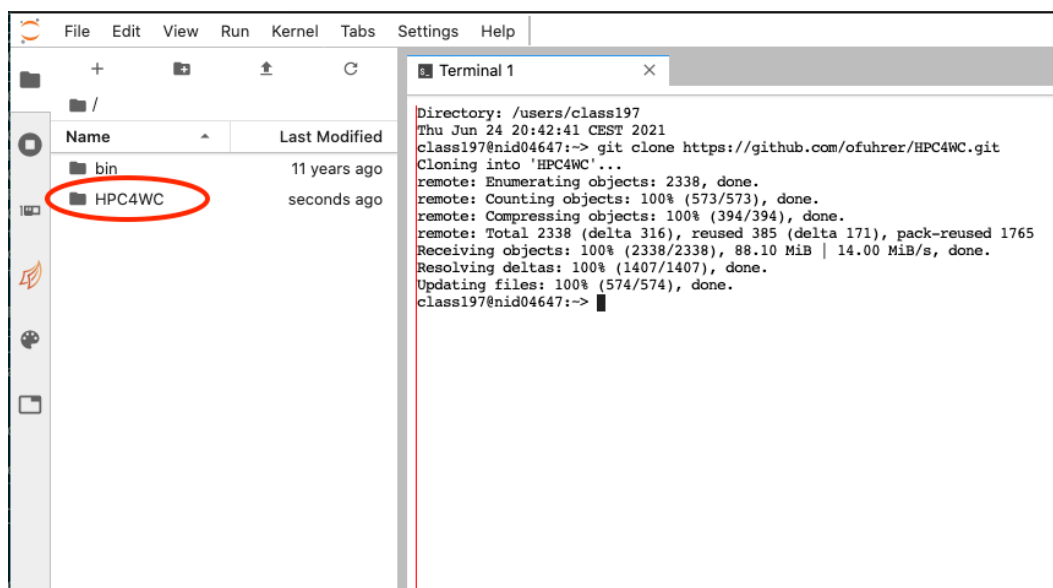 File Edit View Run Kernel Tabs Settings Help
/
Name Last Modified
bin 11 years ago
HPC4WC seconds ago
Terminal 1
Directory: /users/class197
Thu Jun 24 20:42:41 CEST 2021
class197@nid04647:~> git clone https://github.com/ofuhrer/HPC4WC.git
Cloning into 'HPC4WC'...
remote: Enumerating objects: 2338, done.
remote: Counting objects: 100% (573/573), done.
remote: Compressing objects: 100% (394/394), done.
remote: Total 2338 (delta 316), reused 385 (delta 171), pack-reused 1765
Receiving objects: 100% (2338/2338), 88.10 MiB | 14.00 MiB/s, done.
Resolving deltas: 100% (1407/1407), done.
Updating files: 100% (574/574), done.
class197@nid04647:~>